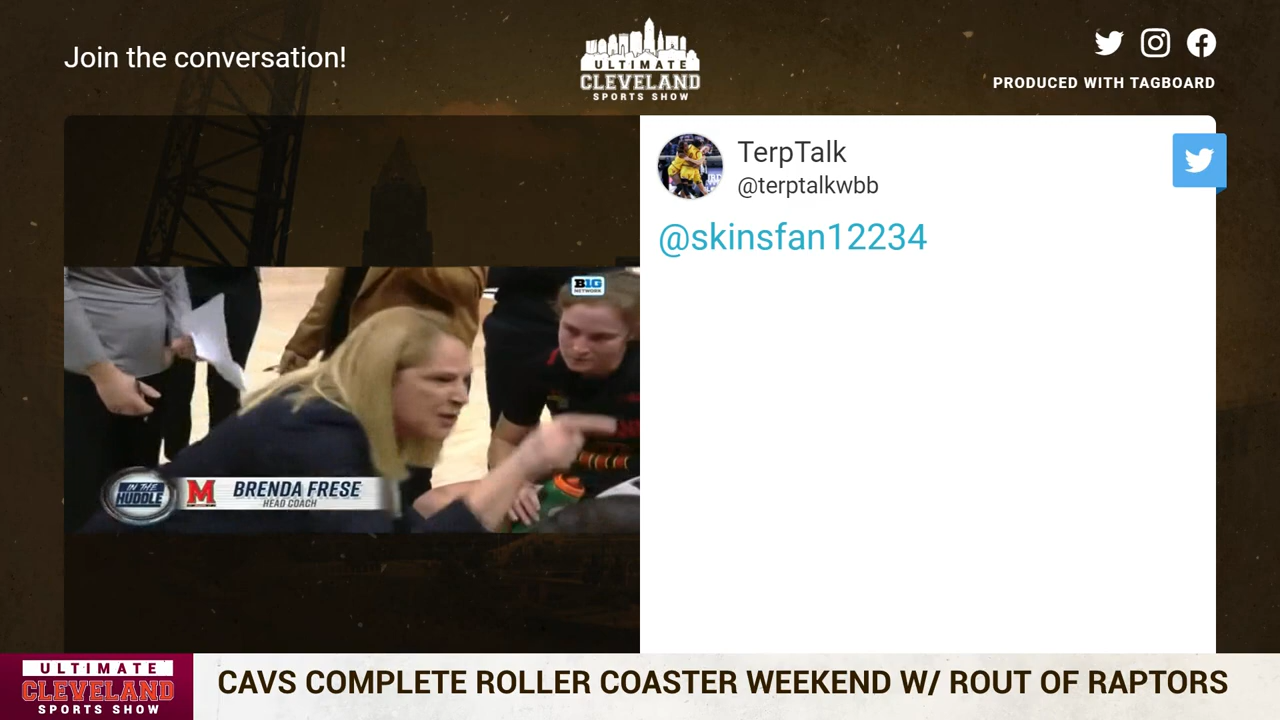 Join the conversation!
ULTIMATE
CLEVELAND
SPORTS SHOW
PRODUCED WITH TAGBOARD
TerpTalk
@terptalkwbb
@skinsfan12234
B1G
NETWORK
IN THE
HUDDLE
M
BRENDA FRESE
HEAD COACH
ULTIMATE
CLEVELAND
SPORTS SHOW
CAVS COMPLETE ROLLER COASTER WEEKEND W/ ROUT OF RAPTORS